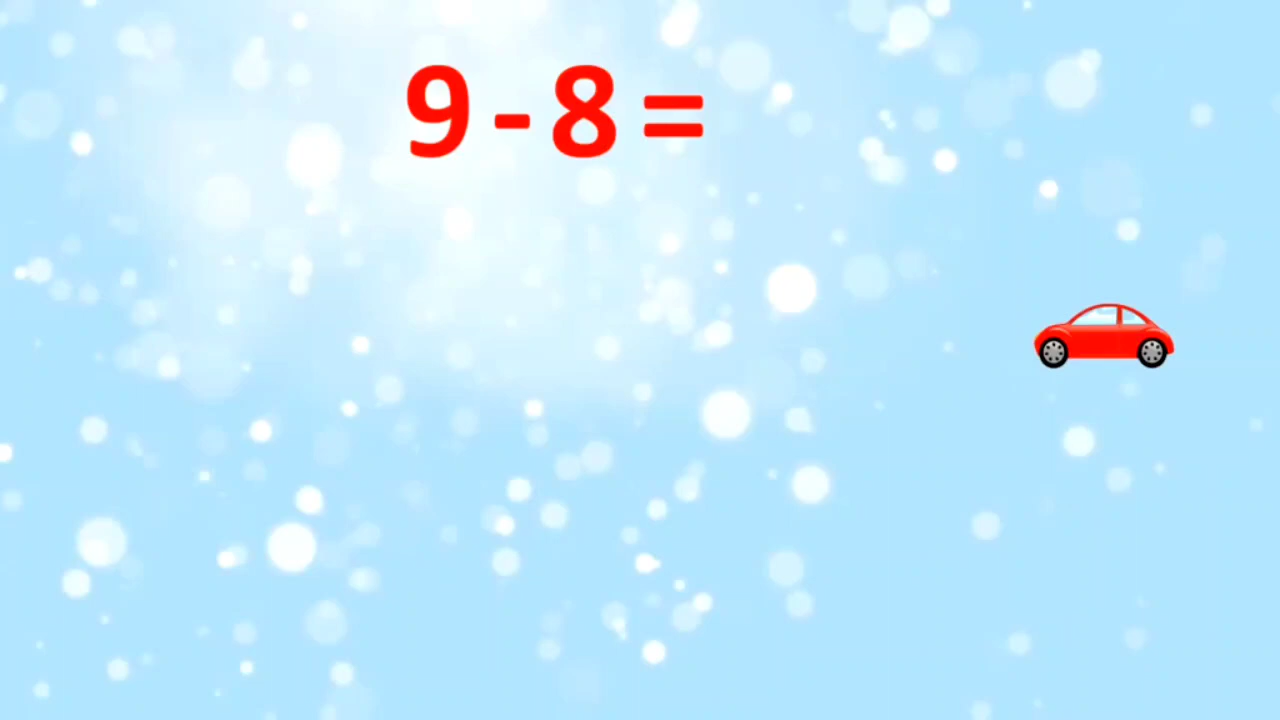 9 - 8 =